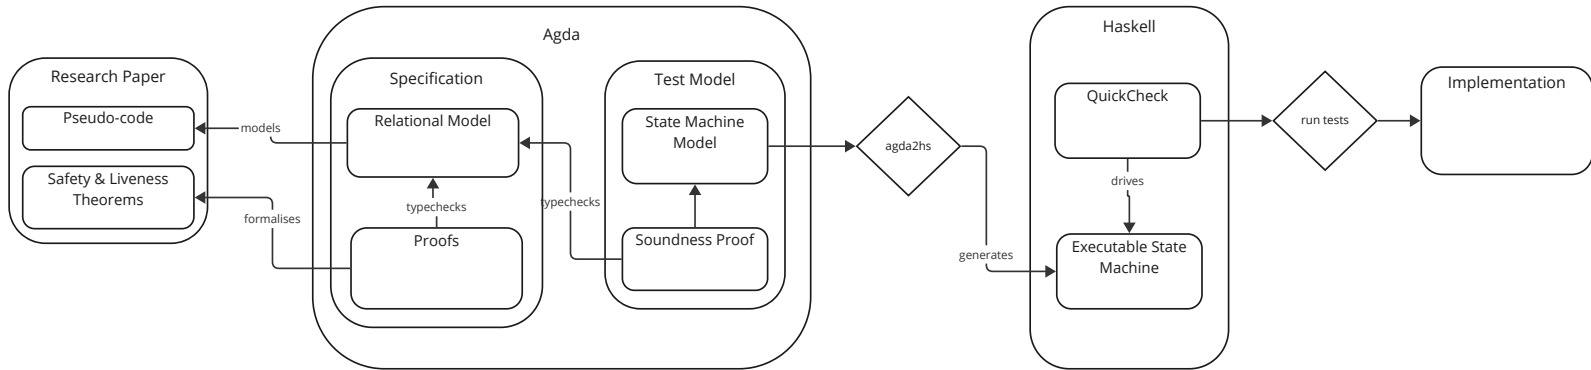 Agda
Haskell
Research Paper
Pseudo-code
Safety & Liveness
Theorems
models
formalises
Specification
Relational Model
typechecks
Proofs
typechecks
Test Model
State Machine
Model
Soundness Proof
agda2hs
generates
QuickCheck
drives
Executable State
Machine
run tests
Implementation